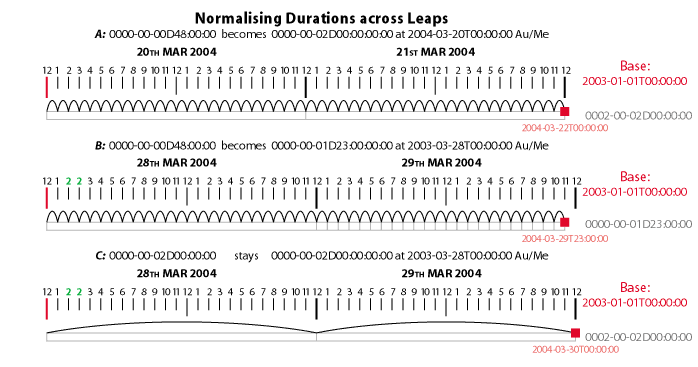 Normalising Durations across Leaps
A: 0000-00-00D48:00:00 becomes 0000-00-02D00:00:00:00 at 2004-03-20T00:00:00 Au/Me
20TH MAR 2004 21ST MAR 2004
12 1 2 3 4 5 6 7 8 9 10 11 12 1 2 3 4 5 6 7 8 9 10 11 12 1 2 3 4 5 6 7 8 9 10 11 12 1 2 3 4 5 6 7 8 9 10 11 12
Base:
2003-01-01T00:00:00
0002-00-02D00:00:00
2004-03-22T00:00:00
B: 0000-00-00D48:00:00 becomes 0000-00-01D23:00:00:00 at 2004-03-28T00:00:00 Au/Me
28TH MAR 2004 29TH MAR 2004
12 1 2 2 3 4 5 6 7 8 9 10 11 12 1 2 3 4 5 6 7 8 9 10 11 12 1 2 3 4 5 6 7 8 9 10 11 12 1 2 3 4 5 6 7 8 9 10 11 12
Base:
2003-01-01T00:00:00
0000-00-01D23:00:00
2004-03-29T23:00:00
C: 0000-00-02D00:00:00 stays 0000-00-02D00:00:00:00 at 2004-03-28T00:00:00 Au/Me
28TH MAR 2004 29TH MAR 2004
12 1 2 2 3 4 5 6 7 8 9 10 11 12 1 2 3 4 5 6 7 8 9 10 11 12 1 2 3 4 5 6 7 8 9 10 11 12 1 2 3 4 5 6 7 8 9 10 11 12
Base:
2003-01-01T00:00:00
0002-00-02D00:00:00
2004-03-30T00:00:00